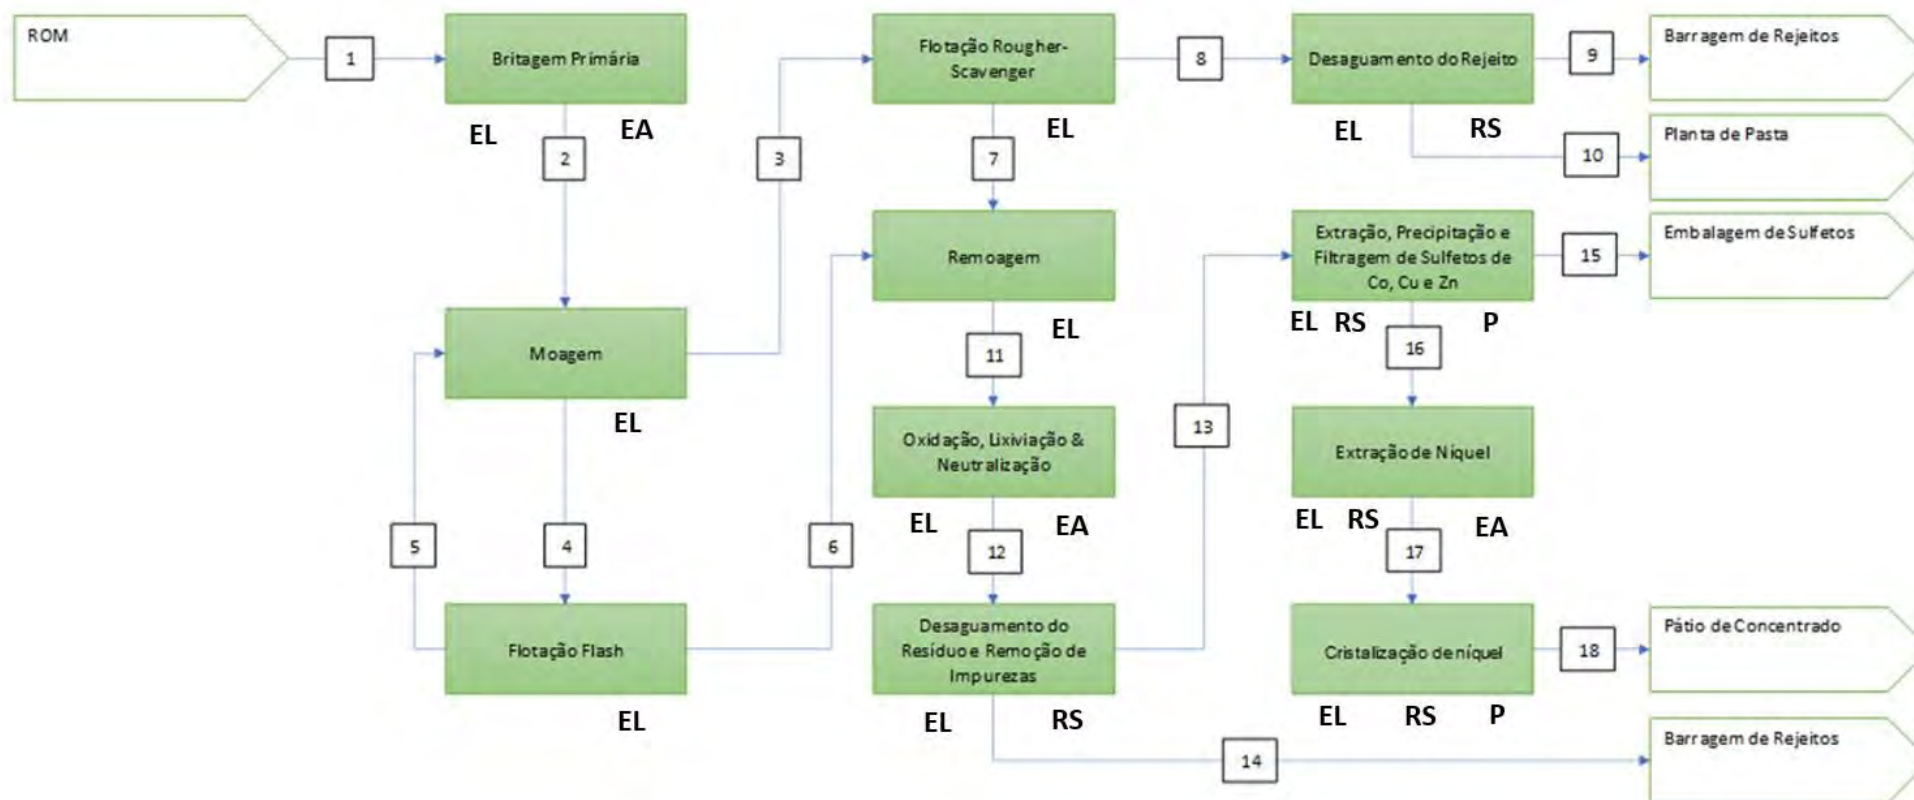 ROM
1
Britagem Primária
EL
EA
2
3
Flotação Rougher-
Scavenger
EL
7
8
Desaguamento do Rejeito
EL
RS
9
Barragem de Rejeitos
10
Planta de Pasta
Remoagem
EL
11
Extração, Precipitação e
Filtragem de Sulfetos de
Co, Cu e Zn
EL RS P
15
Embalagem de Sulfetos
16
Moagem
EL
5
4
6
Oxidação, Lixiviação &
Neutralização
EL
EA
12
13
Extração de Níquel
EL RS
EA
17
Flotação Flash
EL
Desaguamento do
Resíduo e Remoção de
Impurezas
EL
RS
Cristalização de níquel
EL RS P
18
Pátio de Concentrado
14
Barragem de Rejeitos